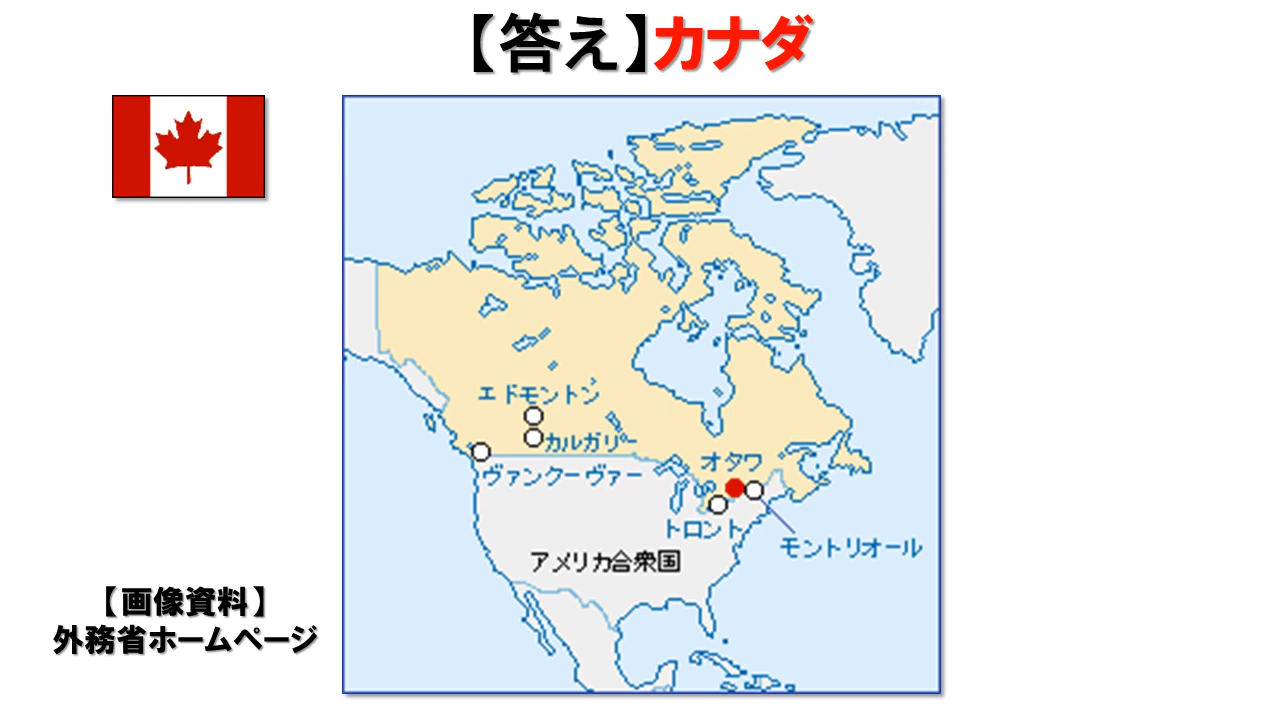 【答え】カナダ
エドモントン
カルガリー
ヴァンクーヴァー
オタワ
トロント
モントリオール
アメリカ合衆国
【画像資料】
外務省ホームページ